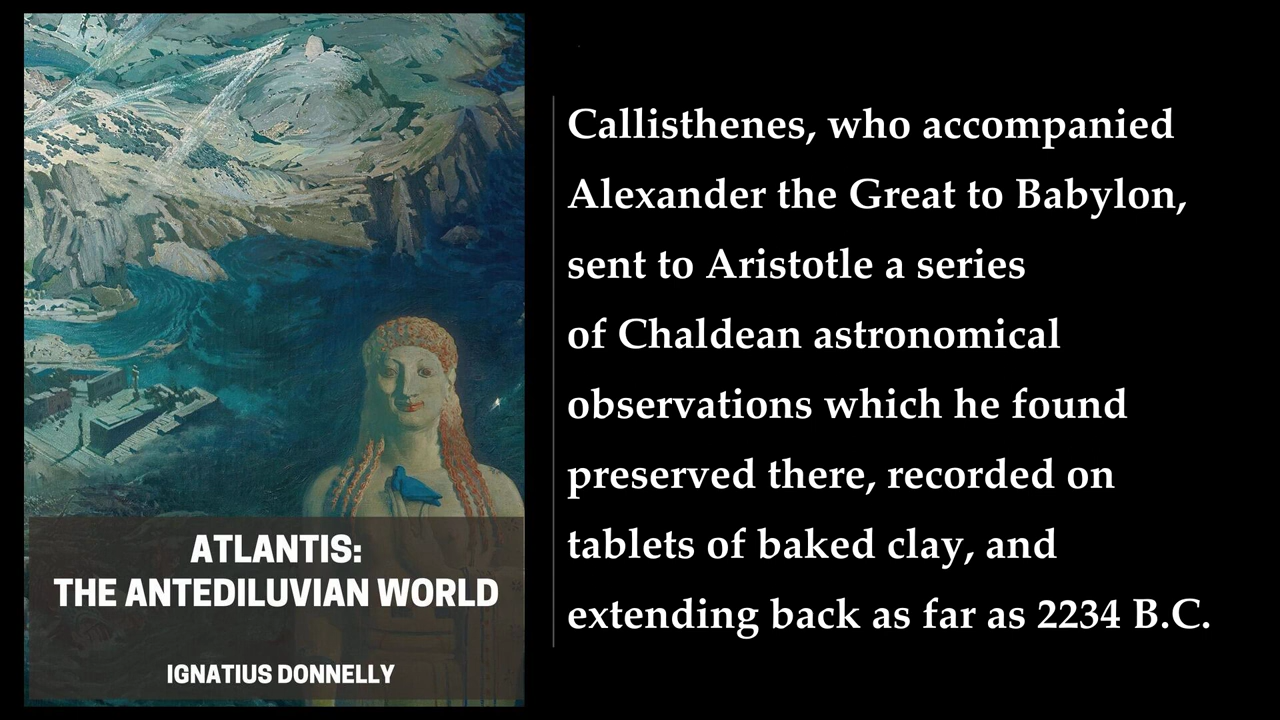 ATLANTIS:
THE ANTEDILUVIAN WORLD
IGNATIUS DONNELLY
Callisthenes, who accompanied
Alexander the Great to Babylon,
sent to Aristotle a series
of Chaldean astronomical
observations which he found
preserved there, recorded on
tablets of baked clay, and
extending back as far as 2234 B.C.